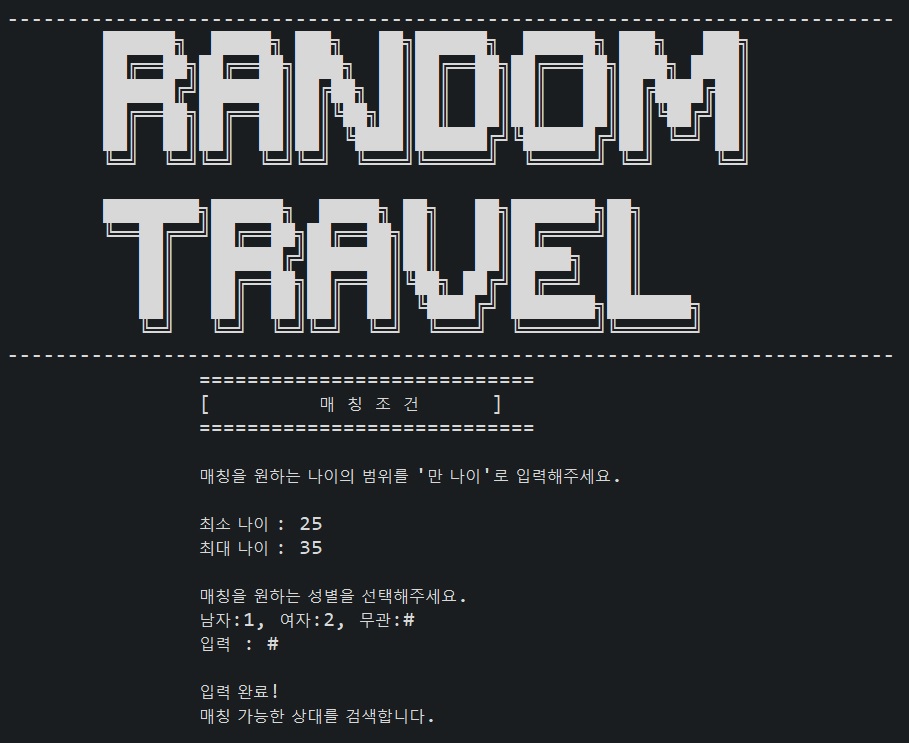 RANDOM
TRAVEL
============================
[ 매 칭 조 건 ]
============================
매칭을 원하는 나이의 범위를 '만 나이'로 입력해주세요.
최소 나이 : 25
최대 나이 : 35
매칭을 원하는 성별을 선택해주세요.
남자:1, 여자:2, 무관:#
입력 : #
입력 완료!
매칭 가능한 상대를 검색합니다.